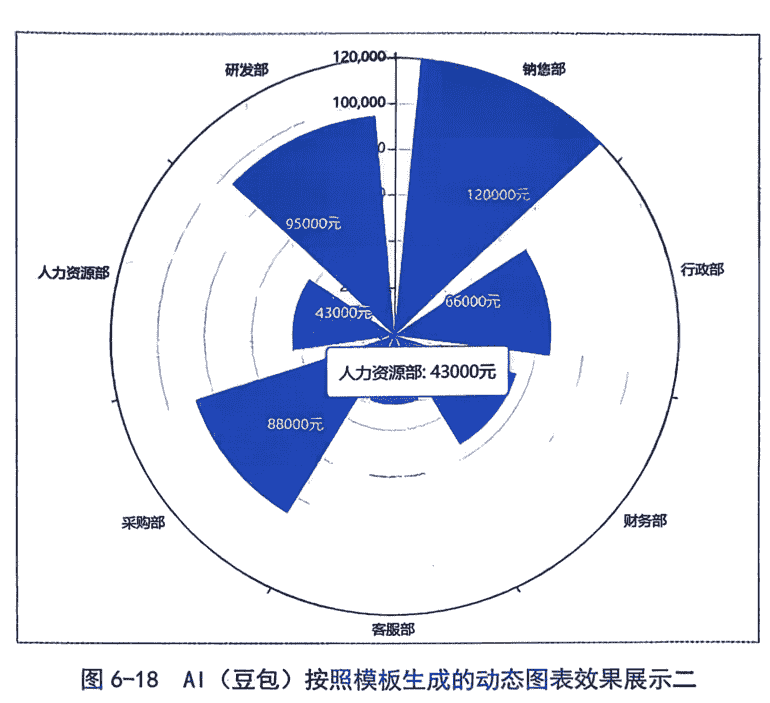 研发部
120,000
销售部
100,000
0
0
120000元
95000元
行政部
人力资源部
2
66000元
43000元
人力资源部: 43000元
88000元
采购部
财务部
客服部
图 6-18 AI（豆包）按照模板生成的动态图表效果展示二